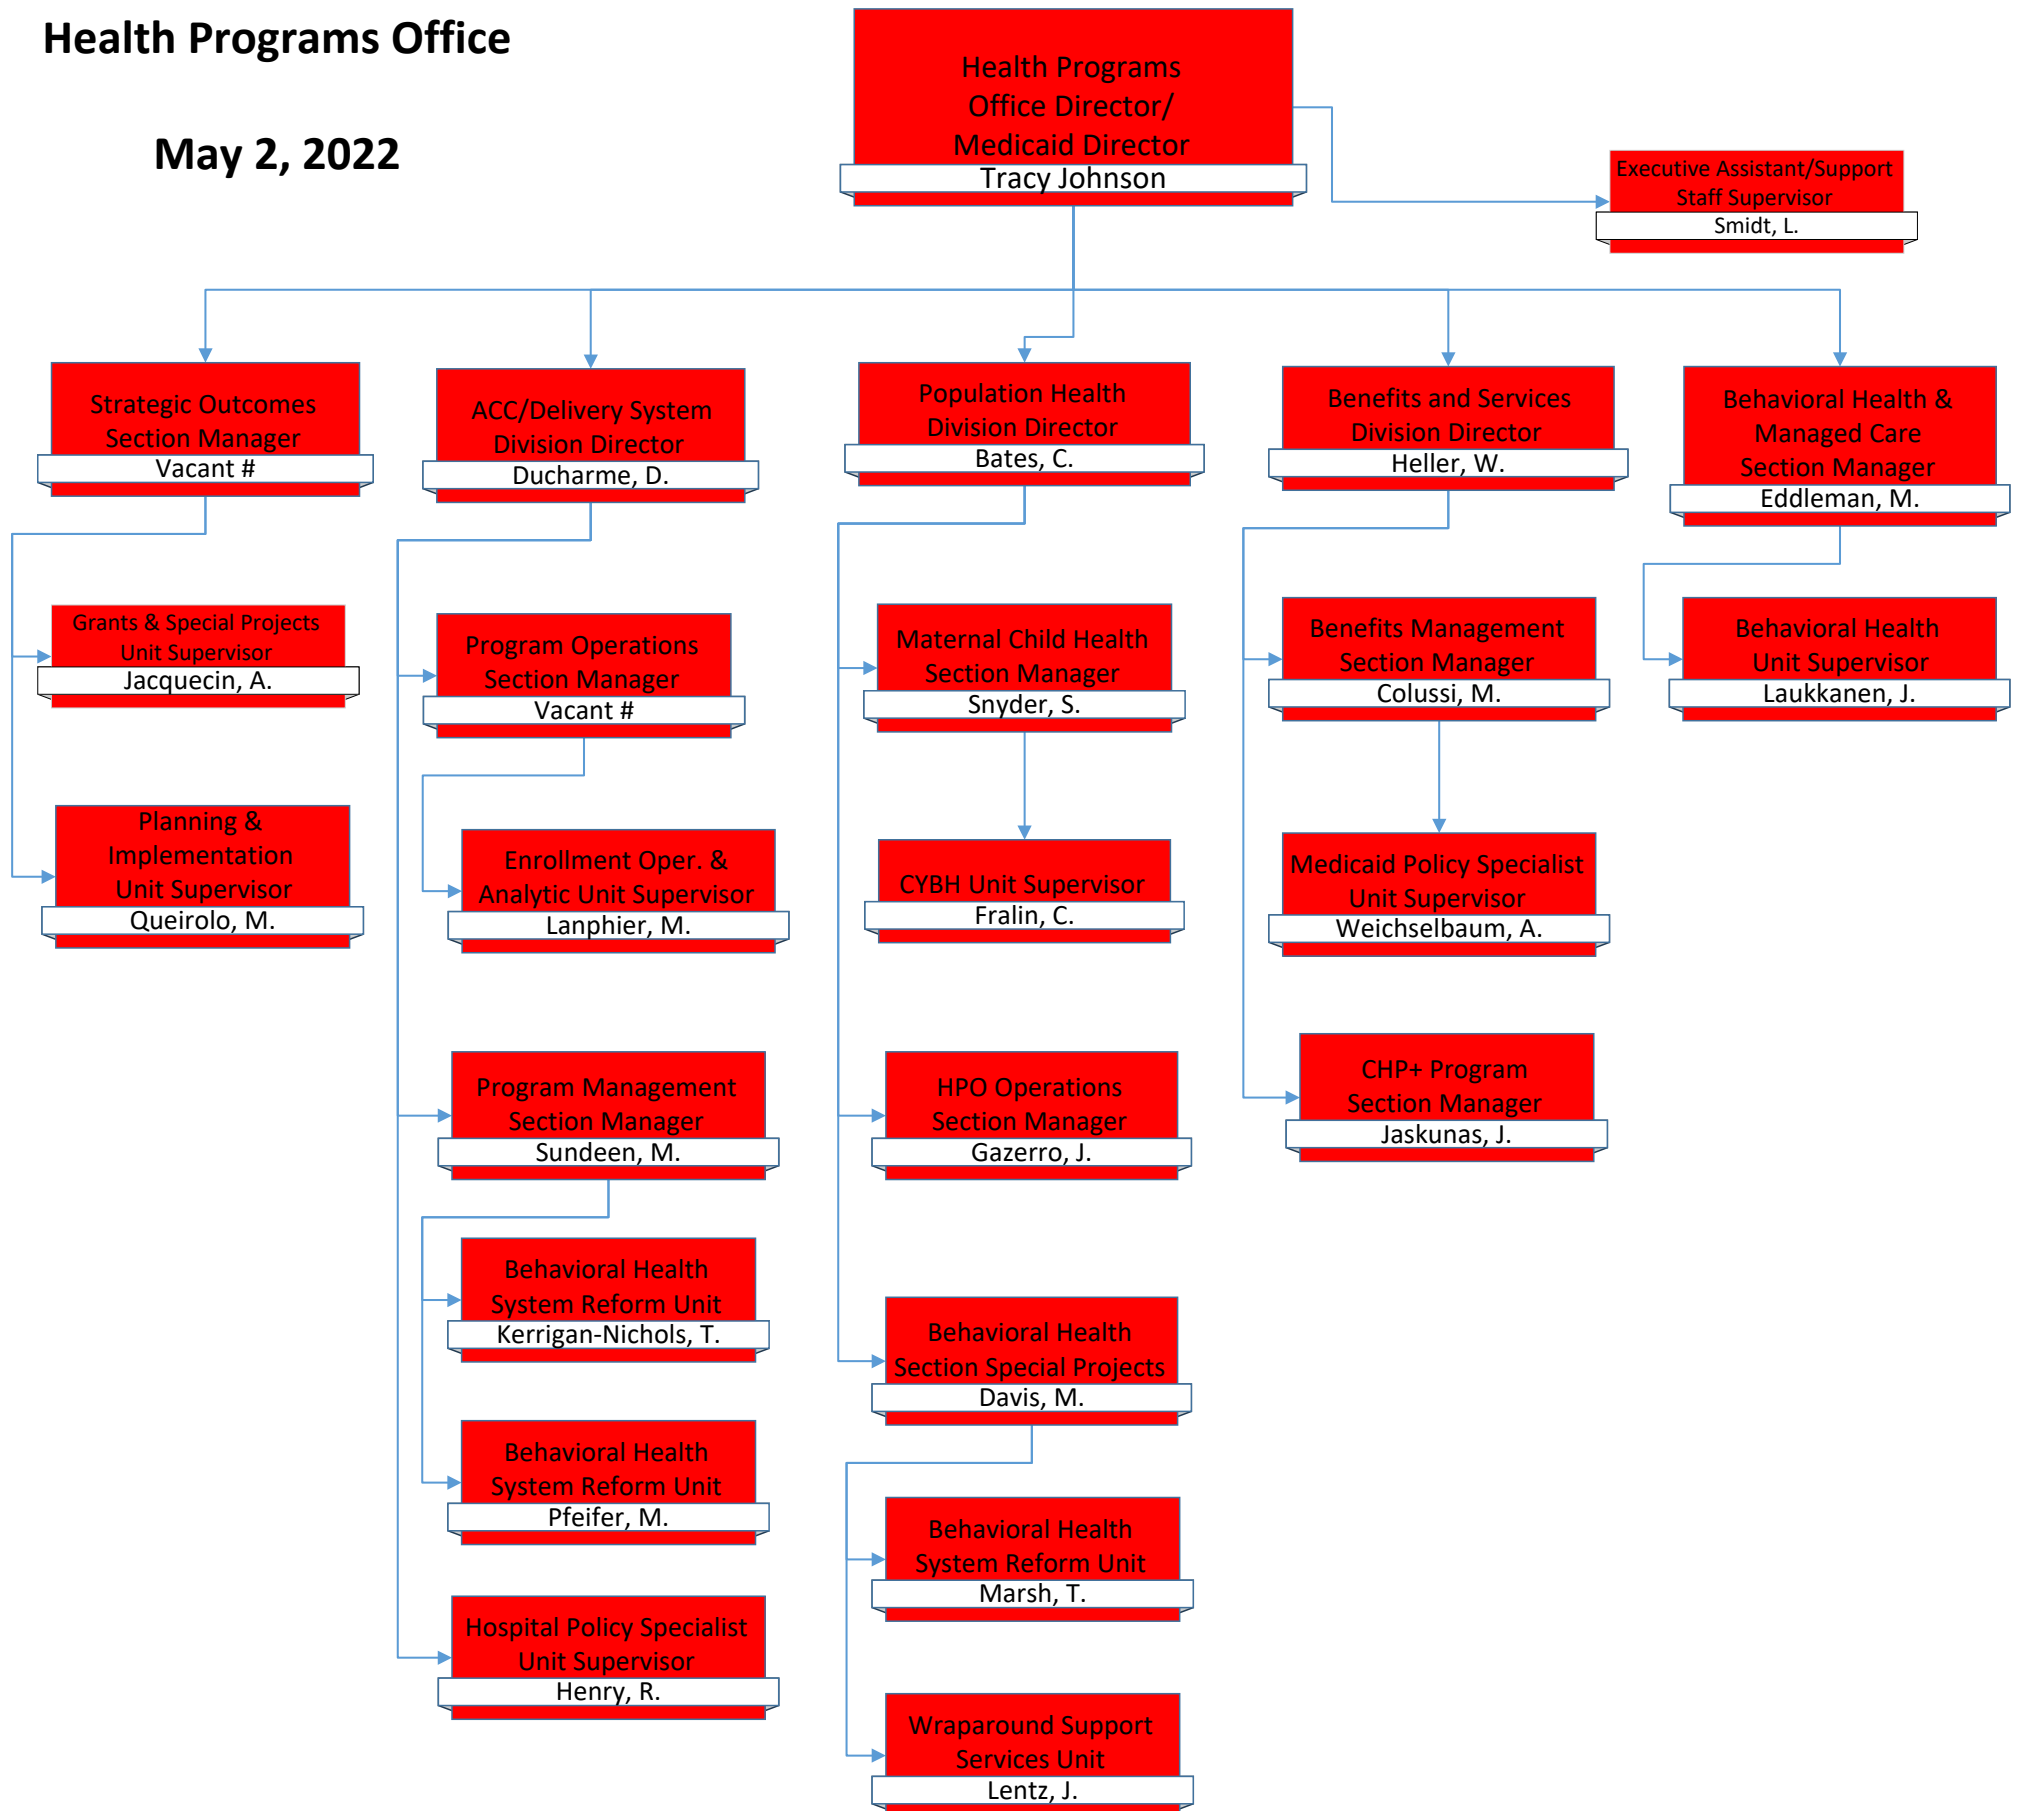 Health Programs Office
May 2, 2022
Health Programs
Office Director/
Medicaid Director
Tracy Johnson
Executive Assistant/Support
Staff Supervisor
Smidt, L.
Strategic Outcomes
Section Manager
Vacant #
ACC/Delivery System
Division Director
Ducharme, D.
Population Health
Division Director
Bates, C.
Benefits and Services
Division Director
Heller, W.
Behavioral Health &
Managed Care
Section Manager
Eddleman, M.
Grants & Special Projects
Unit Supervisor
Jacquecin, A.
Program Operations
Section Manager
Vacant #
Maternal Child Health
Section Manager
Snyder, S.
Benefits Management
Section Manager
Colussi, M.
Behavioral Health
Unit Supervisor
Laukkanen, J.
Planning &
Implementation
Unit Supervisor
Queirolo, M.
Enrollment Oper. &
Analytic Unit Supervisor
Lanphier, M.
CYBH Unit Supervisor
Fralin, C.
Medicaid Policy Specialist
Unit Supervisor
Weichselbaum, A.
Program Management
Section Manager
Sundeen, M.
HPO Operations
Section Manager
Gazerro, J.
CHP+ Program
Section Manager
Jaskunas, J.
Behavioral Health
System Reform Unit
Kerrigan-Nichols, T.
Behavioral Health
Section Special Projects
Davis, M.
Behavioral Health
System Reform Unit
Pfeifer, M.
Behavioral Health
System Reform Unit
Marsh, T.
Hospital Policy Specialist
Unit Supervisor
Henry, R.
Wraparound Support
Services Unit
Lentz, J.